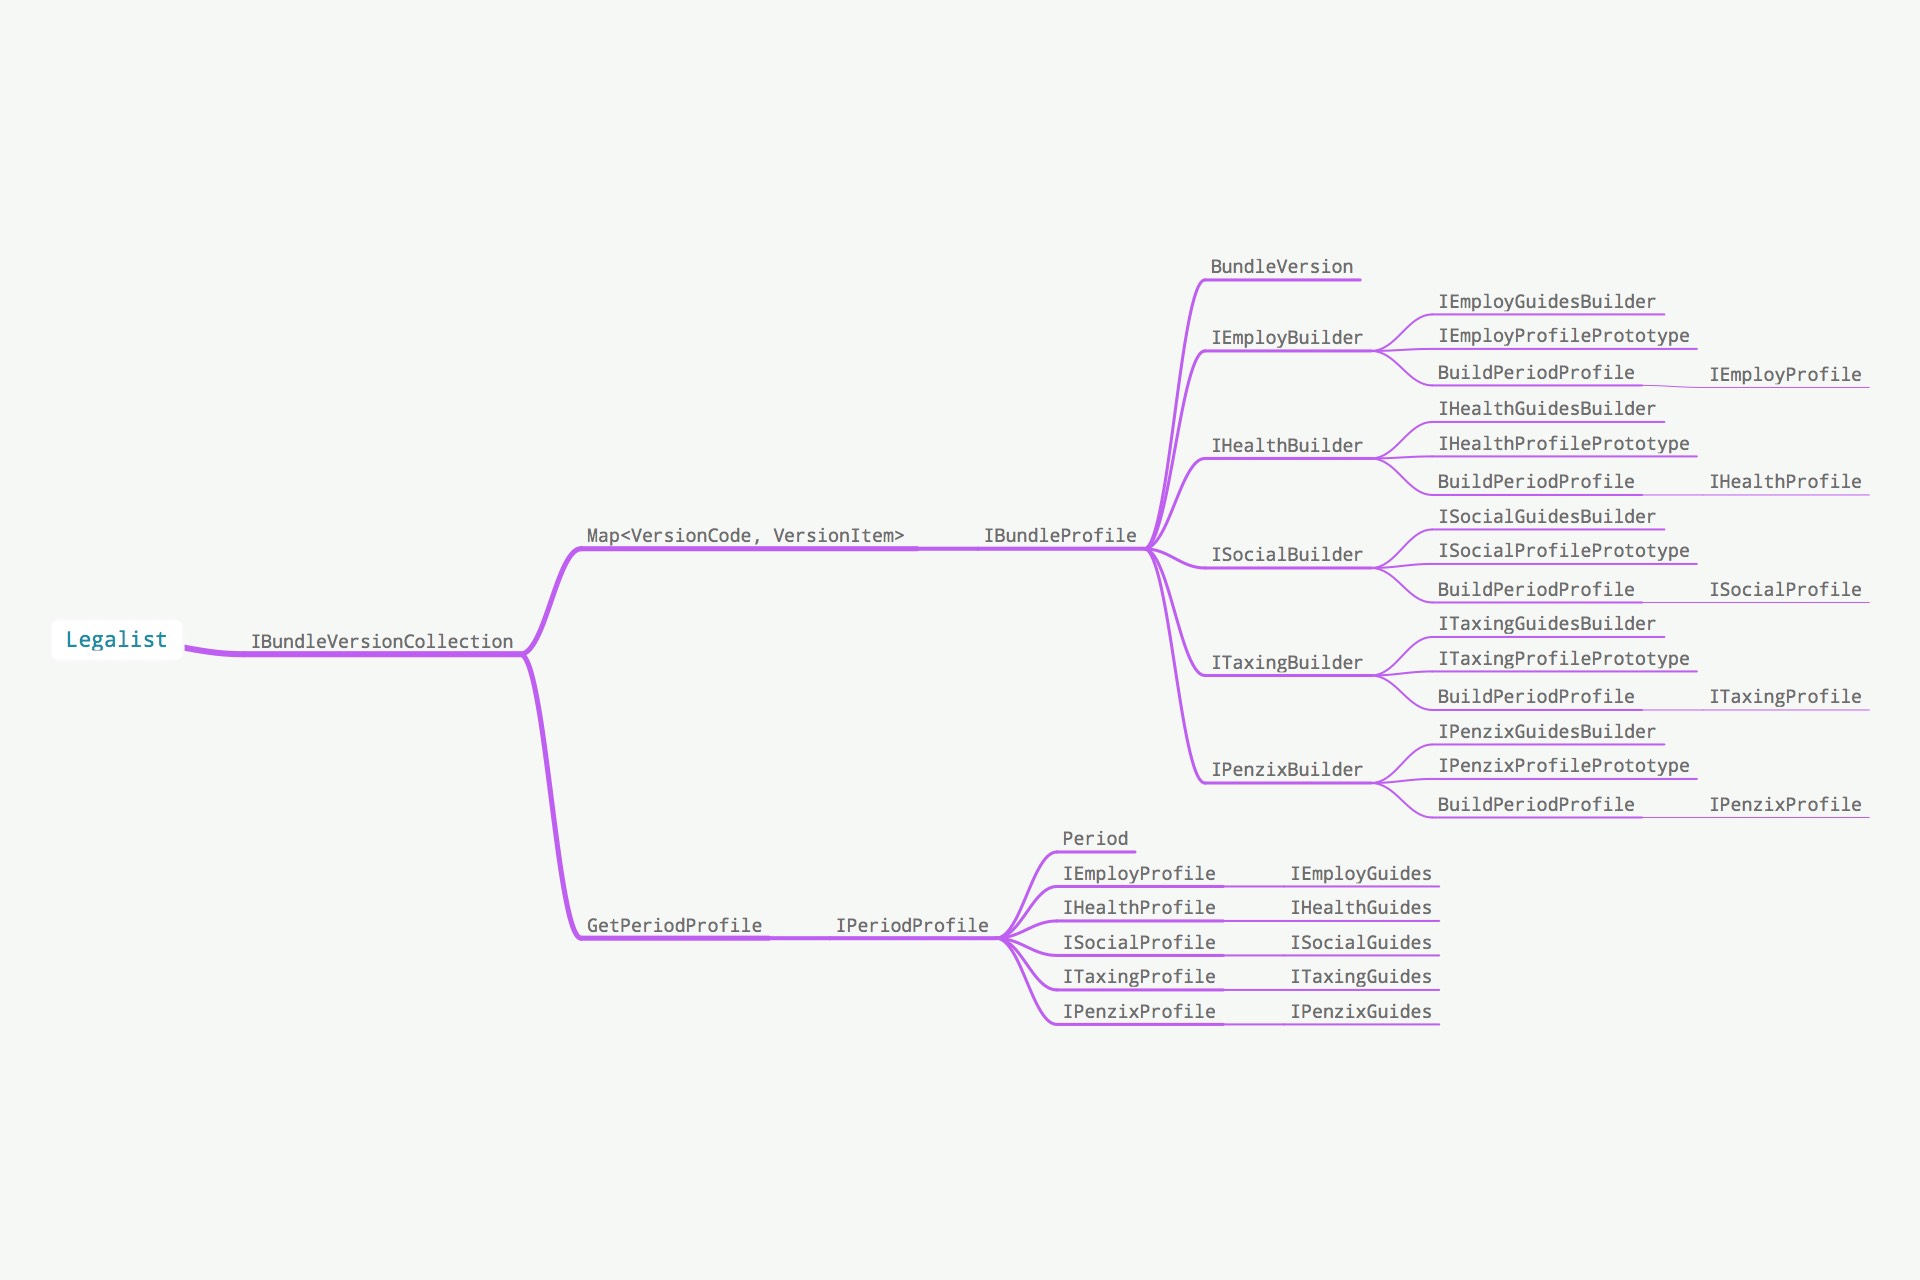 Legalist
IBundleVersionCollection
Map<VersionCode, VersionItem>
IBundleProfile
BundleVersion
IEmployBuilder
IEmployGuidesBuilder
IEmployProfilePrototype
BuildPeriodProfile
IEmployProfile
IHealthBuilder
IHealthGuidesBuilder
IHealthProfilePrototype
BuildPeriodProfile
IHealthProfile
ISocialBuilder
ISocialGuidesBuilder
ISocialProfilePrototype
BuildPeriodProfile
ISocialProfile
ITaxingBuilder
ITaxingGuidesBuilder
ITaxingProfilePrototype
BuildPeriodProfile
ITaxingProfile
IPenzixBuilder
IPenzixGuidesBuilder
IPenzixProfilePrototype
BuildPeriodProfile
IPenzixProfile
GetPeriodProfile
IPeriodProfile
Period
IEmployProfile
IEmployGuides
IHealthProfile
IHealthGuides
ISocialProfile
ISocialGuides
ITaxingProfile
ITaxingGuides
IPenzixProfile
IPenzixGuides